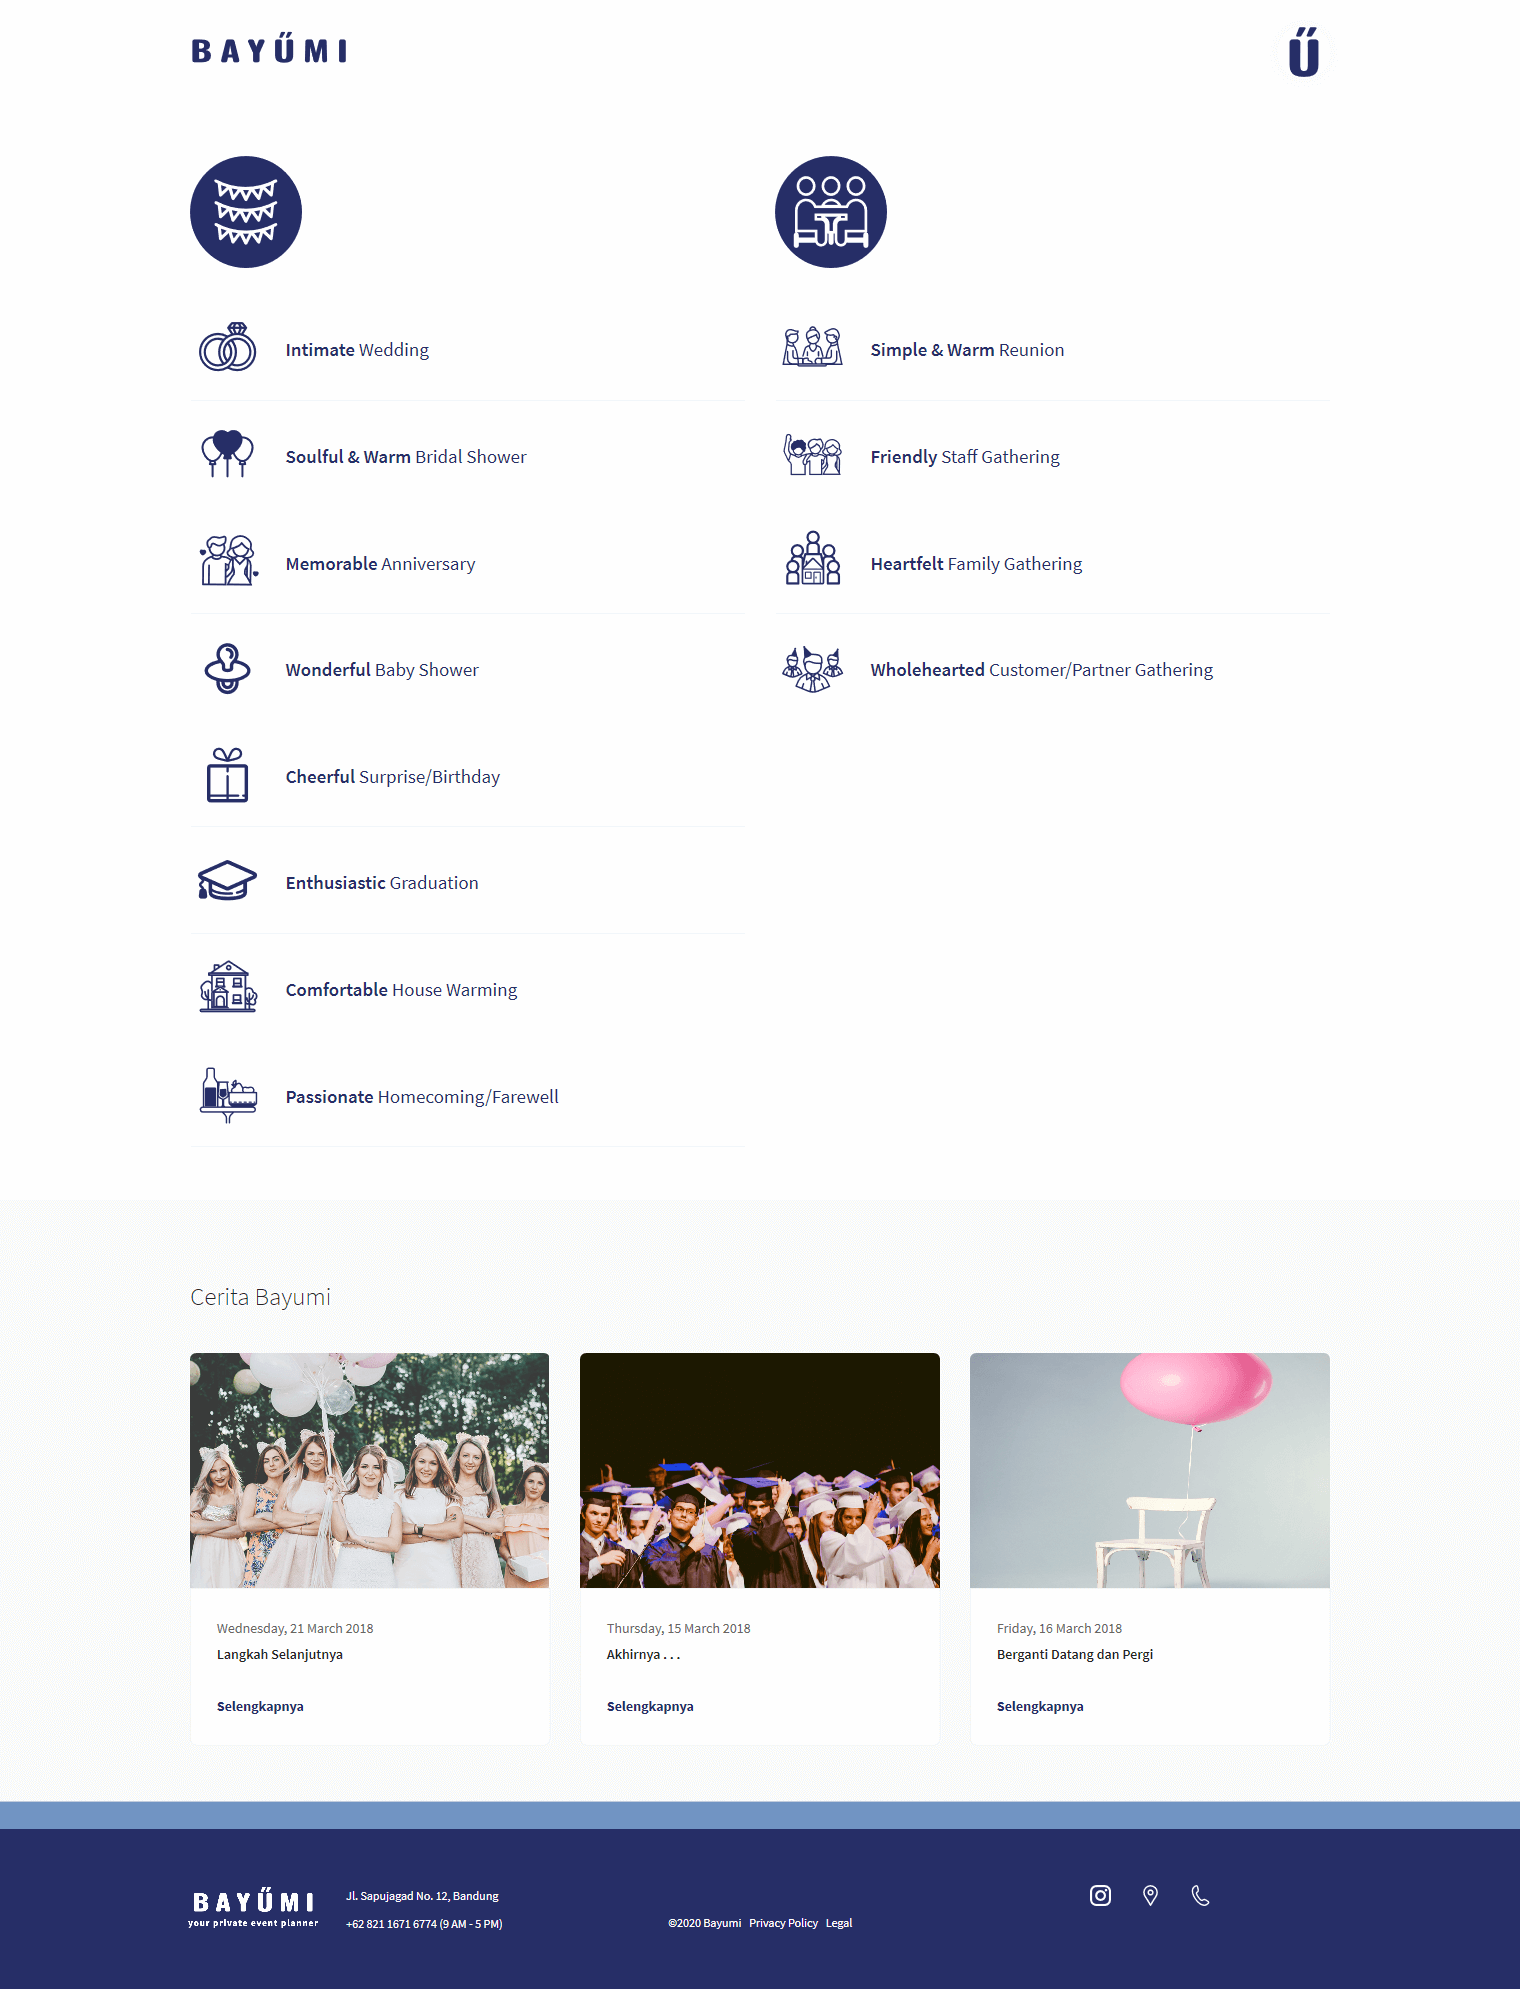 BAYŰMI
Ű
Intimate Wedding
Soulful & Warm Bridal Shower
Memorable Anniversary
Wonderful Baby Shower
Cheerful Surprise/Birthday
Enthusiastic Graduation
Comfortable House Warming
Passionate Homecoming/Farewell
Simple & Warm Reunion
Friendly Staff Gathering
Heartfelt Family Gathering
Wholehearted Customer/Partner Gathering
Cerita Bayumi
Wednesday, 21 March 2018
Langkah Selanjutnya
Selengkapnya
Thursday, 15 March 2018
Akhirnya . . .
Selengkapnya
Friday, 16 March 2018
Berganti Datang dan Pergi
Selengkapnya
BAYŰMI
your private event planner
Jl. Sapujagad No. 12, Bandung
+62 821 1671 6774 (9 AM - 5 PM)
©2020 Bayumi Privacy Policy Legal